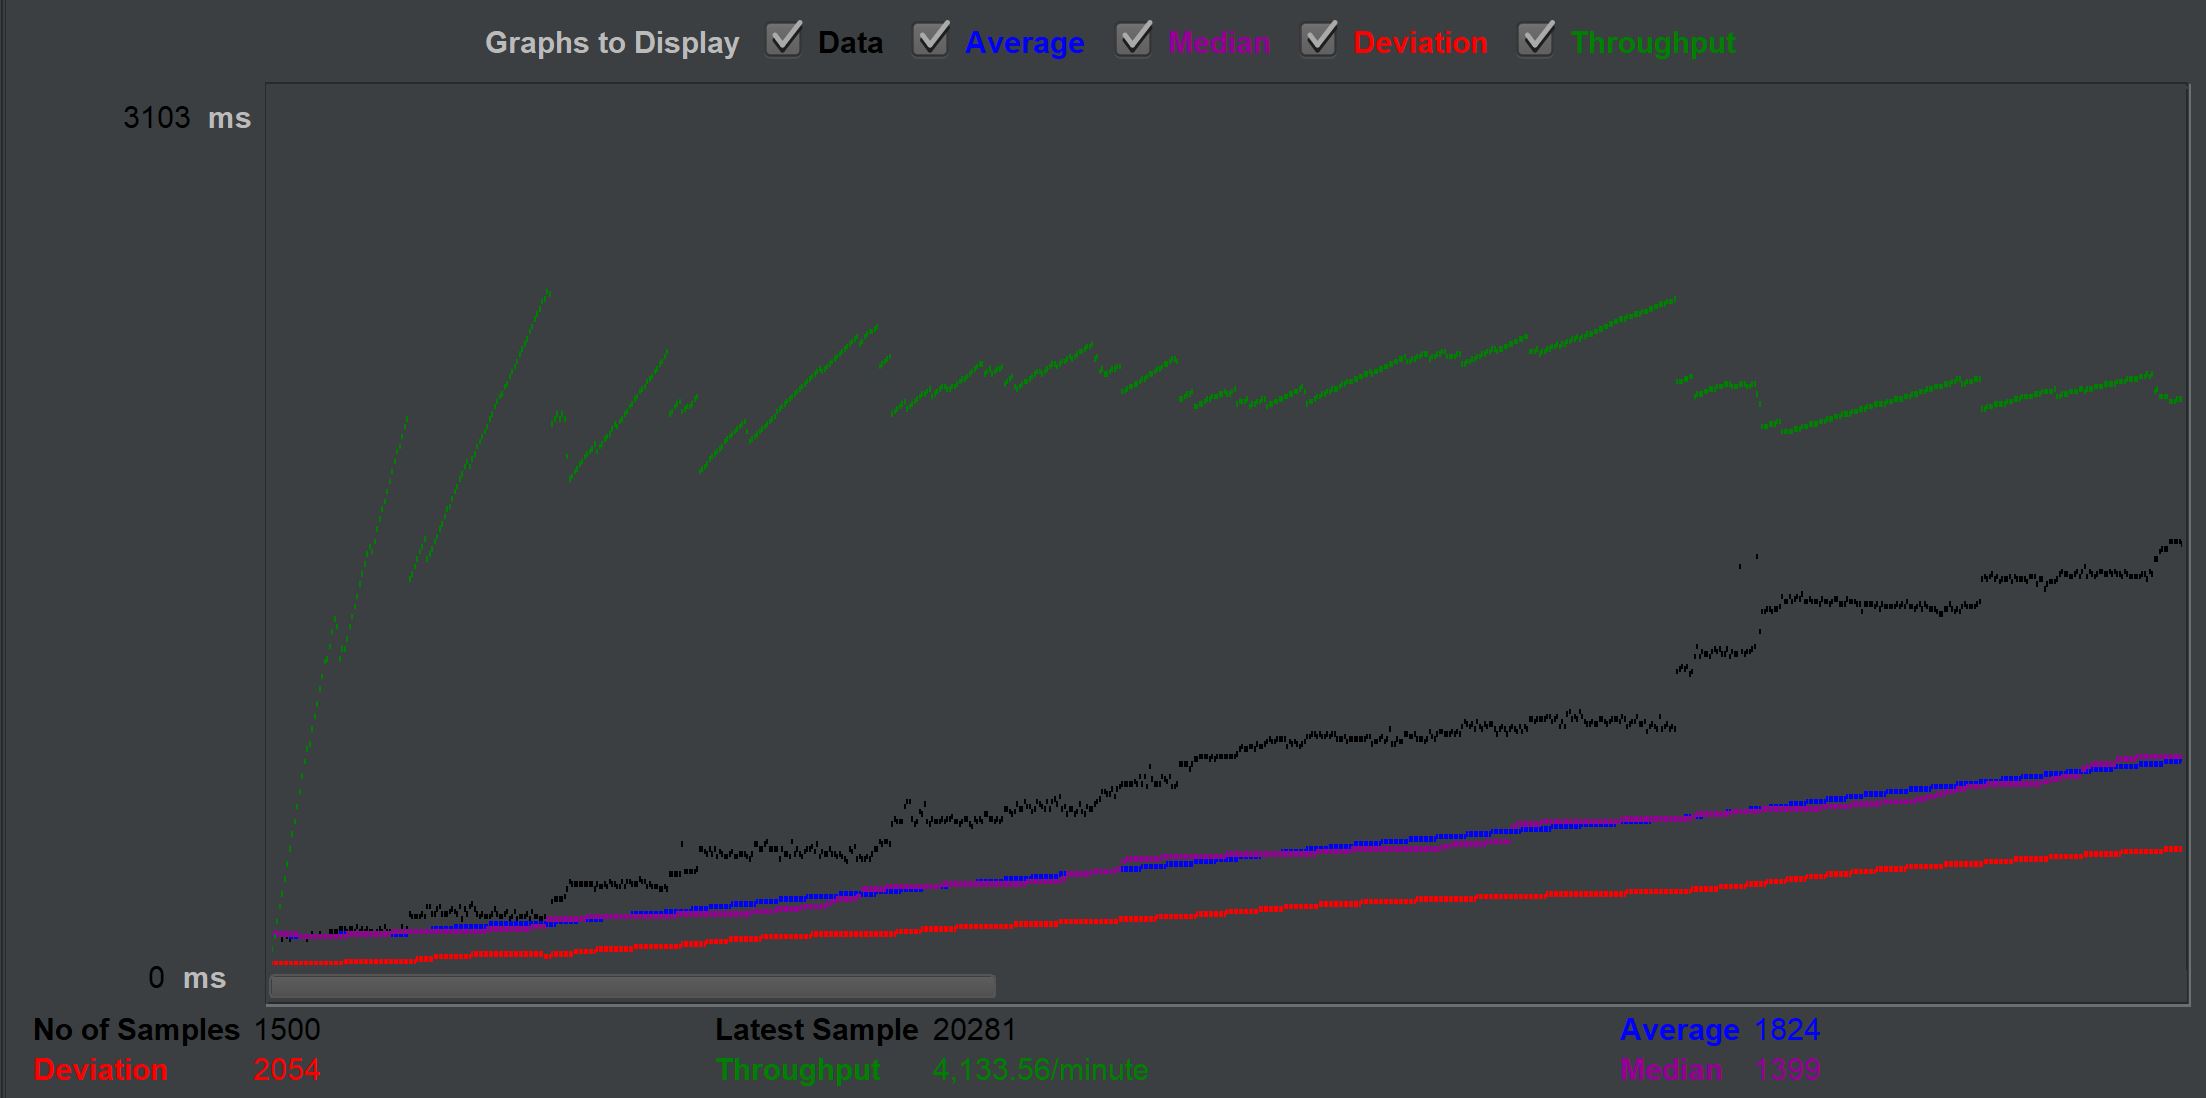 Graphs to Display Data Average Median Deviation Throughput
3103 ms
0 ms
No of Samples 1500 Latest Sample 20281 Average 1824
Deviation 2054 Throughput 4,133.56/minute Median 1399